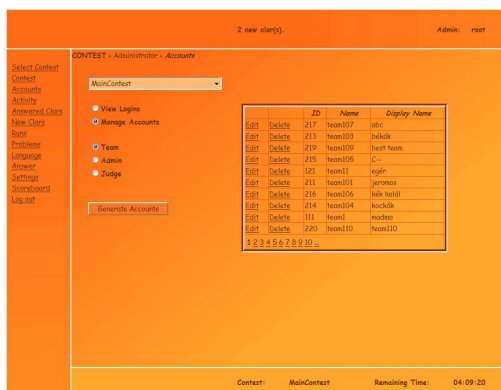 2 new clar(s).
Admin: root
CONTEST > Administrator > Accounts
Select Contest
Contest
Accounts
Activity
Answered Clars
New Clars
Runs
Problems
Language
Answer
Settings
Scoreboard
Log out
MainContest
View Logins
Manage Accounts
Team
Admin
Judge
Generate Accounts
ID Name Display Name
Edit Delete 217 team107 abc
Edit Delete 213 team103 békák
Edit Delete 219 team109 best team
Edit Delete 215 team105 C--
Edit Delete 121 team11 egér
Edit Delete 211 team101 jeromos
Edit Delete 216 team106 kék halál
Edit Delete 214 team104 kockák
Edit Delete 111 team1 madmo
Edit Delete 220 team110 team110
1 2 3 4 5 6 7 8 9 10 ...
Contest: MainContest Remaining Time: 04:09:20